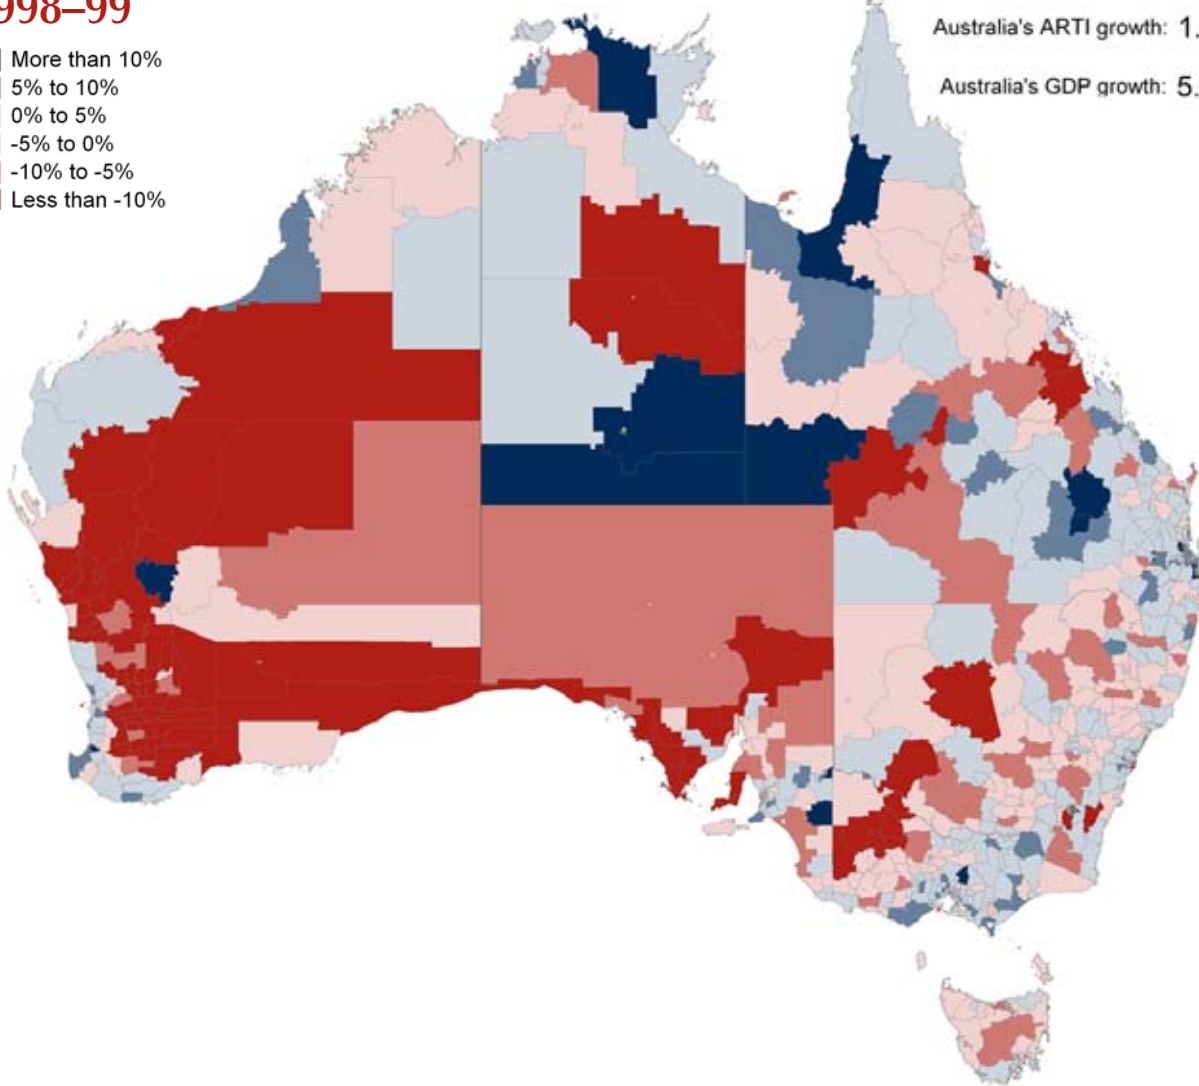 998–99
More than 10%
5% to 10%
0% to 5%
-5% to 0%
-10% to -5%
Less than -10%
Australia's ARTI growth: 1.
Australia's GDP growth: 5.